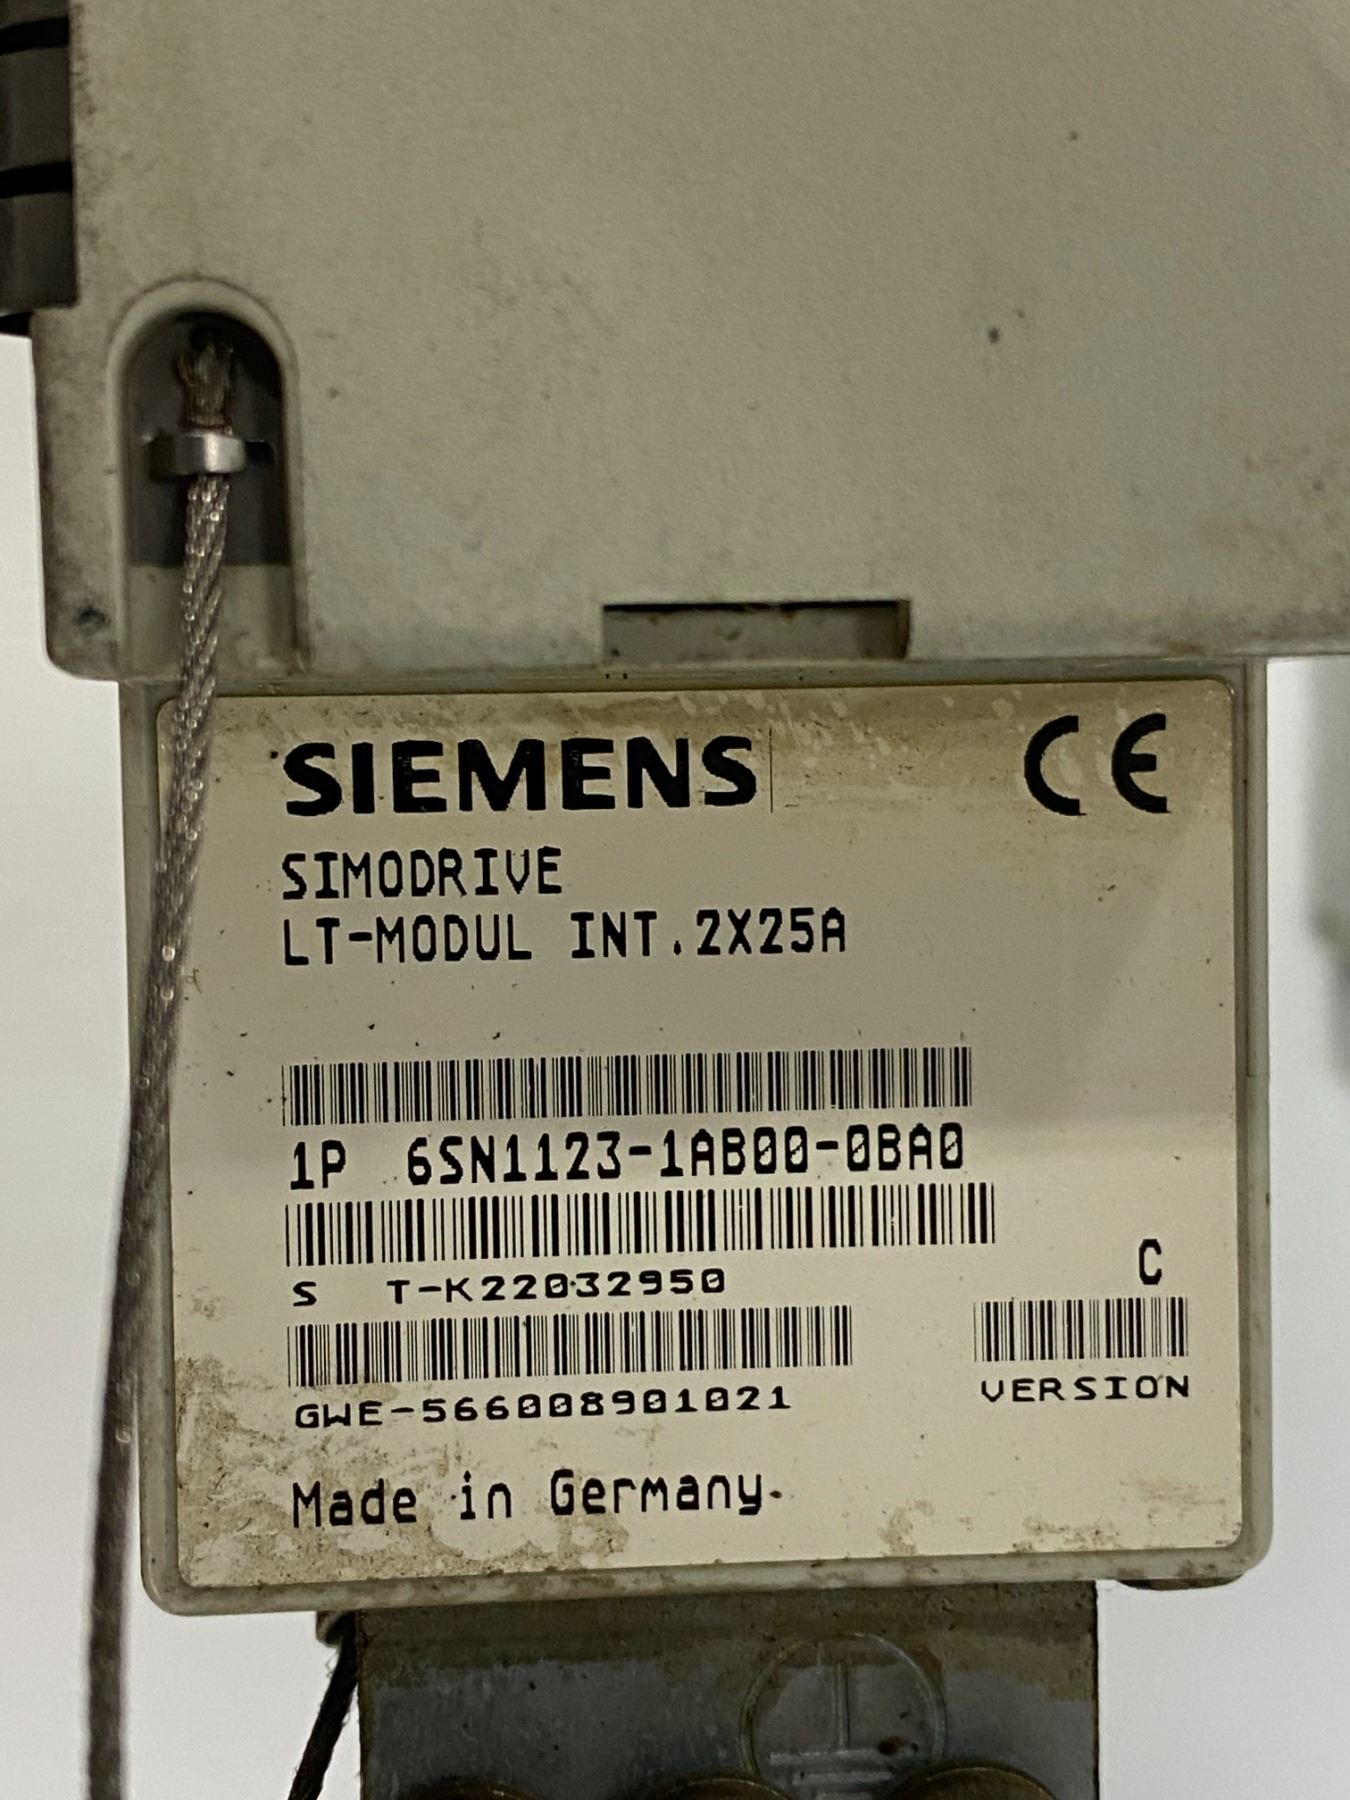 SIEMENS CE
SIMODRIVE
LT-MODUL INT.2X25A
1P 6SN1123-1AB00-0BA0
S T-K22032950
C
GWE-566008901021
VERSION
Made in Germany.